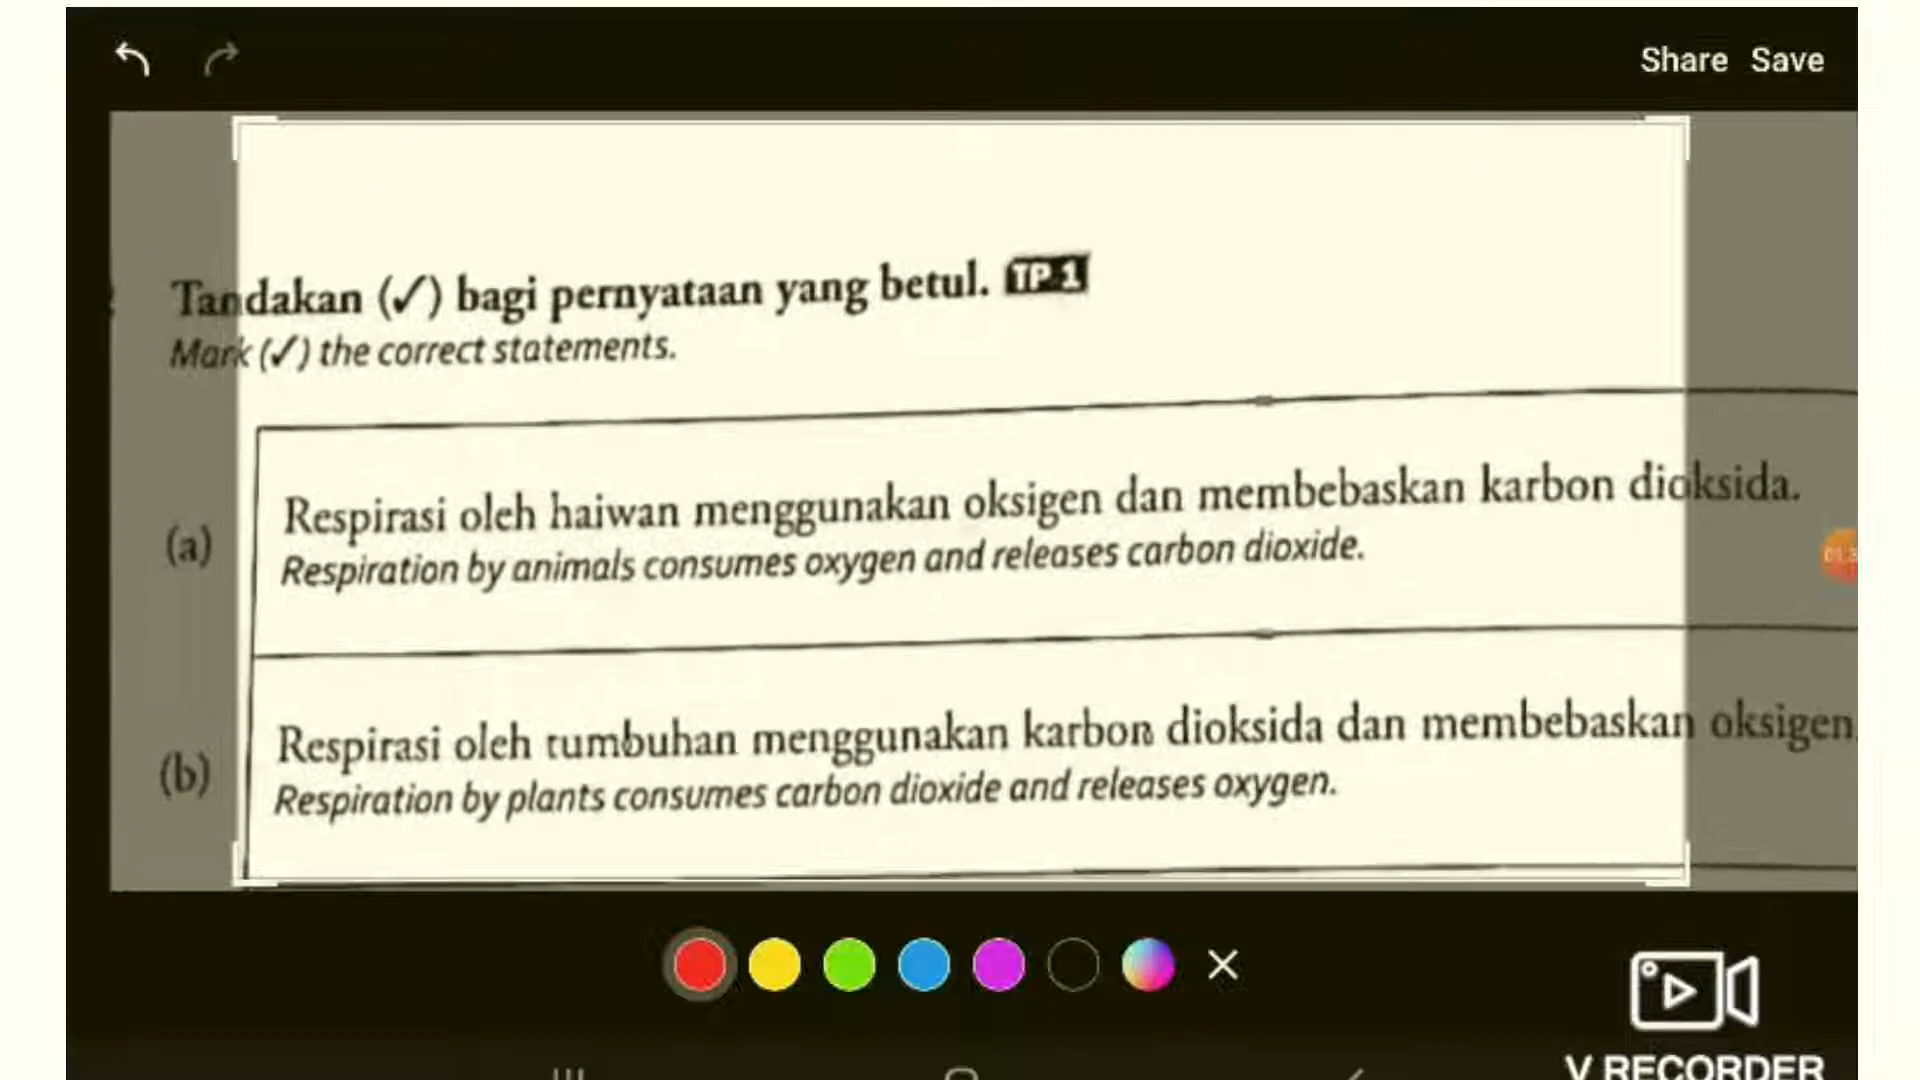 Share Save
Tandakan (✓) bagi pernyataan yang betul. TP 1
Mark (✓) the correct statements.
(a) Respirasi oleh haiwan menggunakan oksigen dan membebaskan karbon dioksida.
Respiration by animals consumes oxygen and releases carbon dioxide.
(b) Respirasi oleh tumbuhan menggunakan karbon dioksida dan membebaskan oksigen
Respiration by plants consumes carbon dioxide and releases oxygen.
V RECORDER